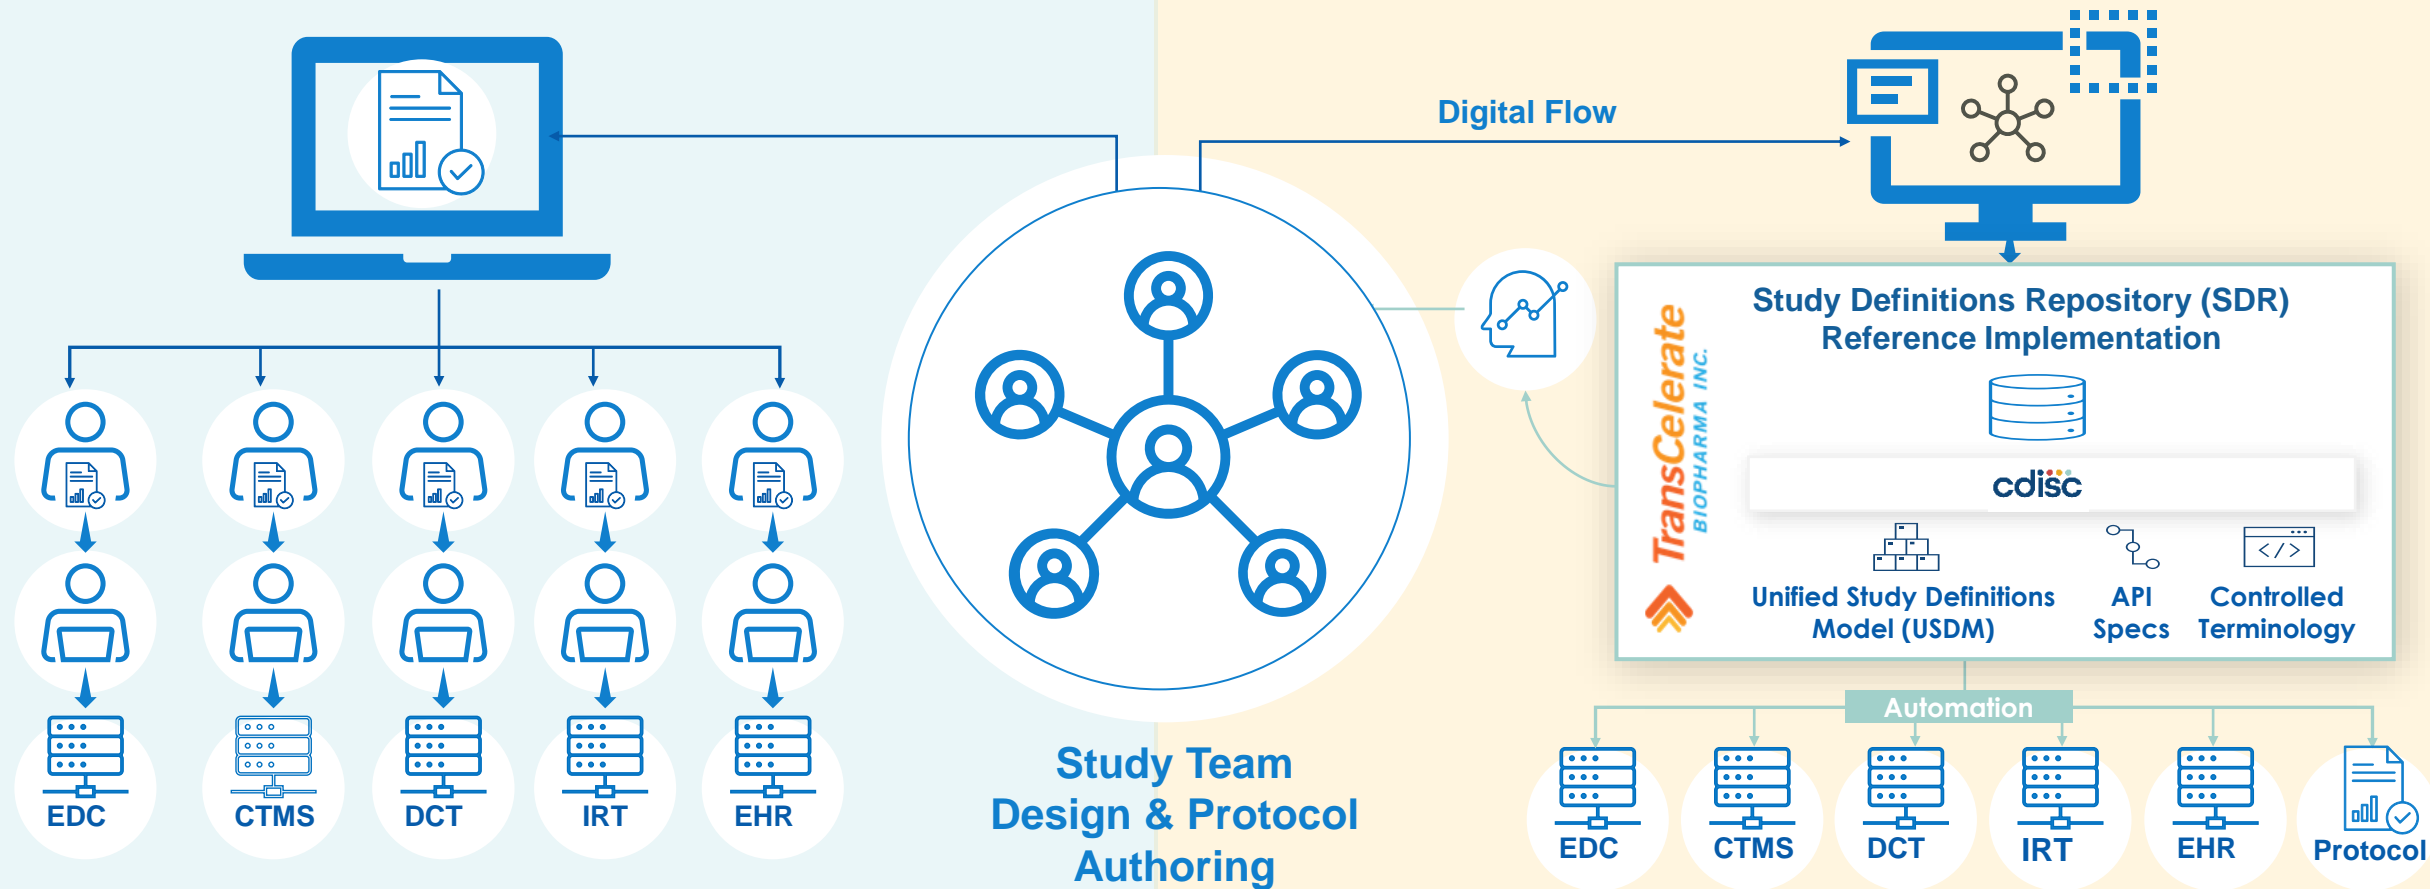 Digital Flow
Study Definitions Repository (SDR)
Reference Implementation
TransCelerate
BIOPHARMA INC.
cdisc
</>
Unified Study Definitions
Model (USDM)
API
Specs
Controlled
Terminology
Automation
EDC
CTMS
DCT
IRT
EHR
Study Team
Design & Protocol
Authoring
EDC
CTMS
DCT
IRT
EHR
Protocol